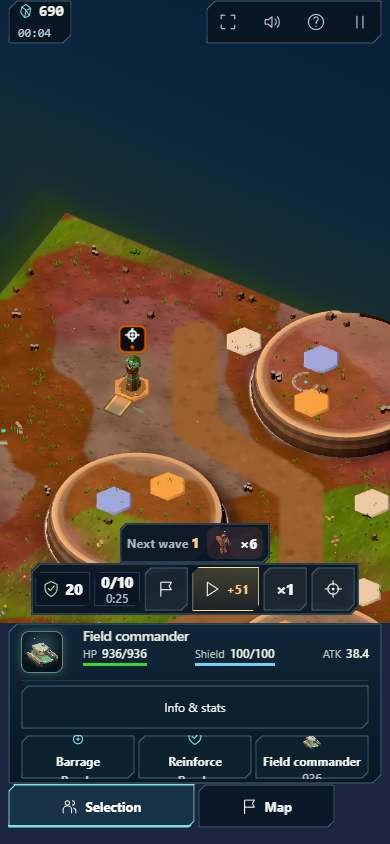 690
00:04
Next wave 1 ×6
20
0/10
0:25
+51
×1
Field commander
HP 936/936
Shield 100/100
ATK 38.4
Info & stats
Barrage
Reinforce
Field commander
936
Selection
Map